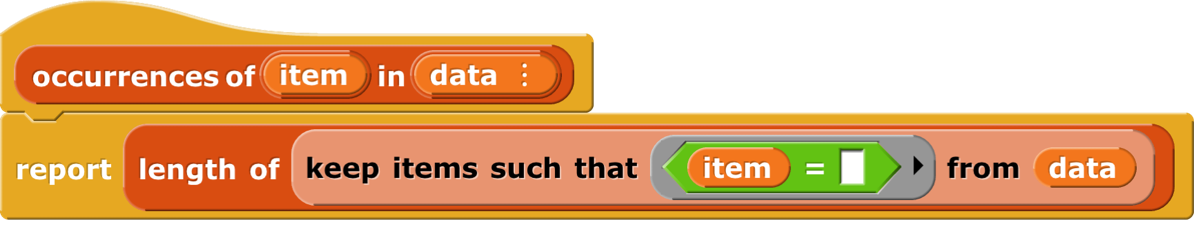 occurrences of item in data ⋮
report length of keep items such that item = from data